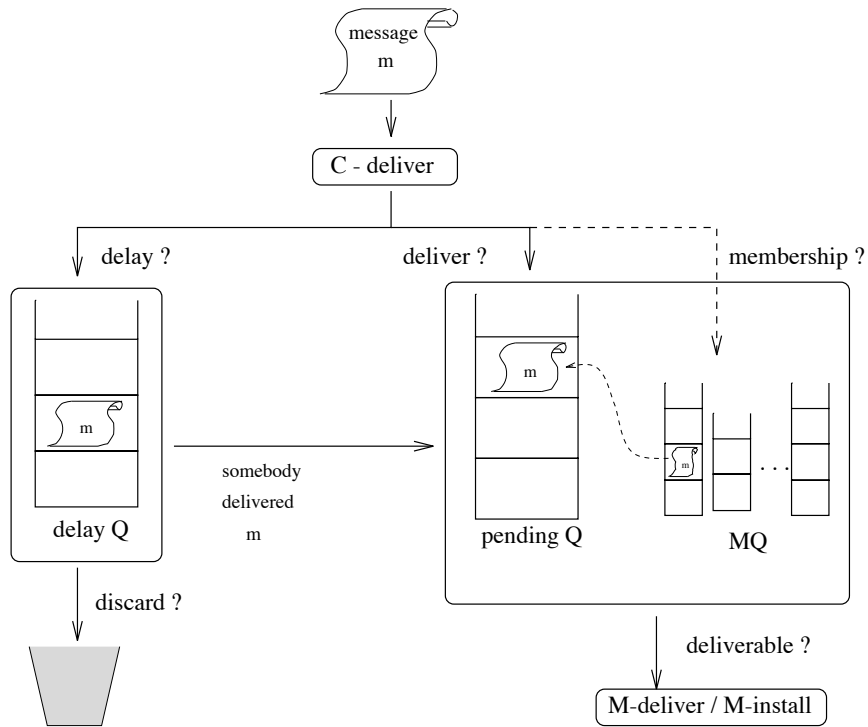 message
m
C - deliver
delay ?
deliver ?
membership ?
m
m
m
. . .
somebody
delivered
m
delay Q
pending Q
MQ
discard ?
deliverable ?
M-deliver / M-install